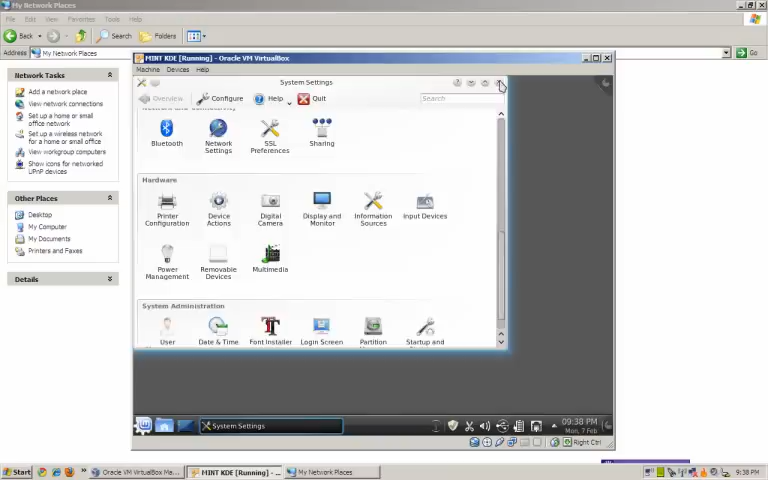 My Network Places
File Edit View Favorites Tools Help
Back Search Folders
Address My Network Places Go
Network Tasks
Add a network place
View network connections
Set up a home or small
office network
Set up a wireless network
for a home or small office
View workgroup computers
Show icons for networked
UPnP devices
Other Places
Desktop
My Computer
My Documents
Printers and Faxes
Details
MINT KDE [Running] - Oracle VM VirtualBox
Machine Devices Help
System Settings
Overview Configure Help Quit Search
Bluetooth
Network
Settings
SSL
Preferences
Sharing
Hardware
Printer
Configuration
Device
Actions
Digital
Camera
Display and
Monitor
Information
Sources
Input Devices
Power
Management
Removable
Devices
Multimedia
System Administration
User
Date & Time
Font Installer
Login Screen
Partition
Startup and
System Settings
09:38 PM
Mon, 7 Feb
Right Ctrl
Start
Oracle VM VirtualBox Ma...
MINT KDE [Running] - ...
My Network Places
9:38 PM